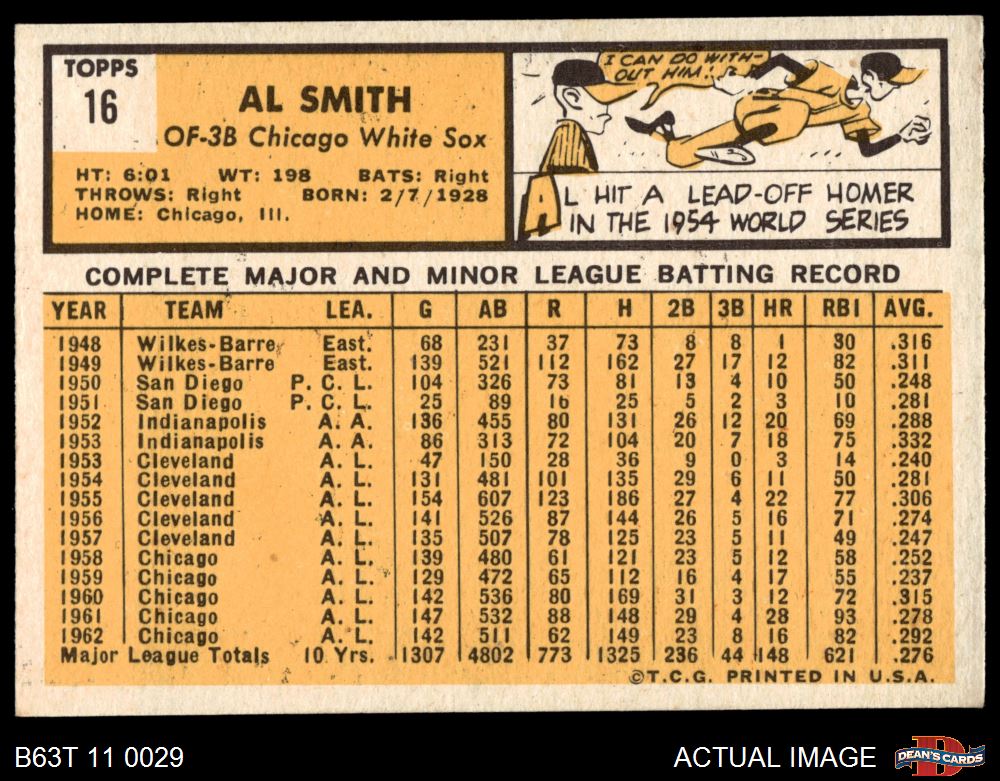 TOPPS
16
AL SMITH
OF-3B Chicago White Sox
HT: 6:01 WT: 198 BATS: Right
THROWS: Right BORN: 2/7/1928
HOME: Chicago, Ill.
I CAN DO WITH-
OUT HIM!
AL HIT A LEAD-OFF HOMER
IN THE 1954 WORLD SERIES
COMPLETE MAJOR AND MINOR LEAGUE BATTING RECORD
YEAR TEAM LEA. G AB R H 2B 3B HR RBI AVG.
1948 Wilkes-Barre East. 68 231 37 73 8 8 1 30 .316
1949 Wilkes-Barre East. 139 521 112 162 27 17 12 82 .311
1950 San Diego P. C. L. 104 326 73 81 13 4 10 50 .248
1951 San Diego P. C. L. 25 89 16 25 5 2 3 10 .281
1952 Indianapolis A. A. 136 455 80 131 26 12 20 69 .288
1953 Indianapolis A. A. 86 313 72 104 20 7 18 75 .332
1953 Cleveland A. L. 47 150 28 36 9 0 3 14 .240
1954 Cleveland A. L. 131 481 101 135 29 6 11 50 .281
1955 Cleveland A. L. 154 607 123 186 27 4 22 77 .306
1956 Cleveland A. L. 141 526 87 144 26 5 16 71 .274
1957 Cleveland A. L. 135 507 78 125 23 5 11 49 .247
1958 Chicago A. L. 139 480 61 121 23 5 12 58 .252
1959 Chicago A. L. 129 472 65 112 16 4 17 55 .237
1960 Chicago A. L. 142 536 80 169 31 3 12 72 .315
1961 Chicago A. L. 147 532 88 148 29 4 28 93 .278
1962 Chicago A. L. 142 511 62 149 23 8 16 82 .292
Major League Totals 10 Yrs. 1307 4802 773 1325 236 44 148 621 .276
©T.C.G. PRINTED IN U.S.A.
B63T 11 0029 ACTUAL IMAGE D DEAN'S CARDS